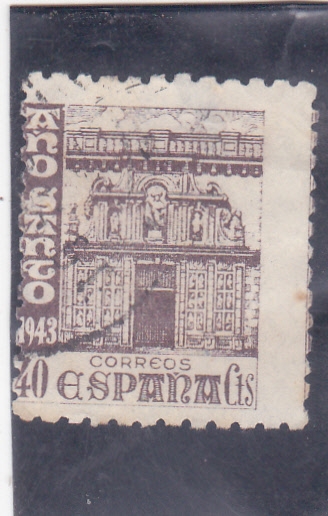 AÑO SANTO
1943
CORREOS
40 ESPAÑA Cts